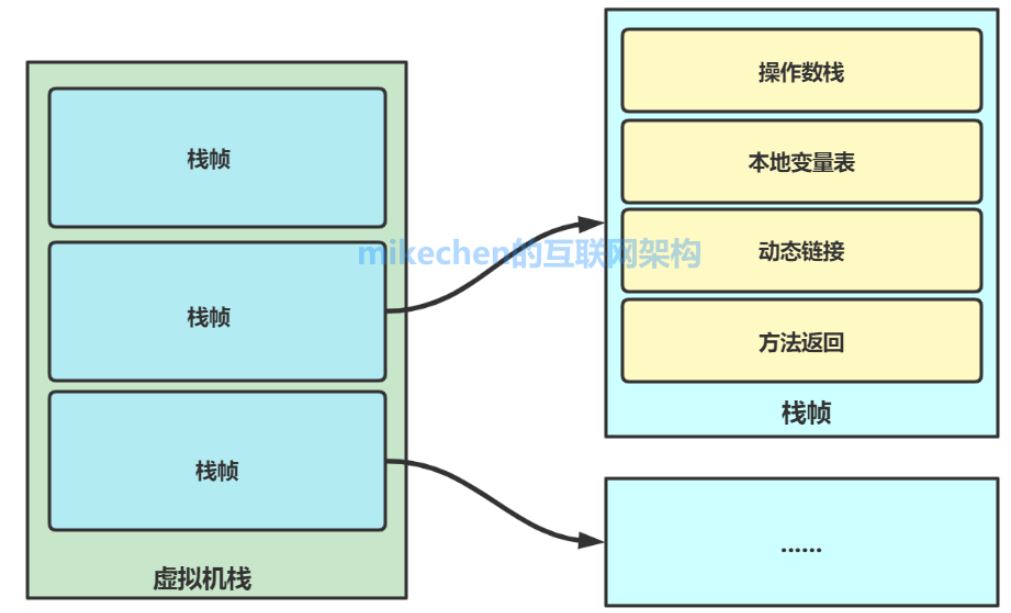 栈帧
栈帧
栈帧
虚拟机栈
mikechen的互联网架构
操作数栈
本地变量表
动态链接
方法返回
栈帧
......